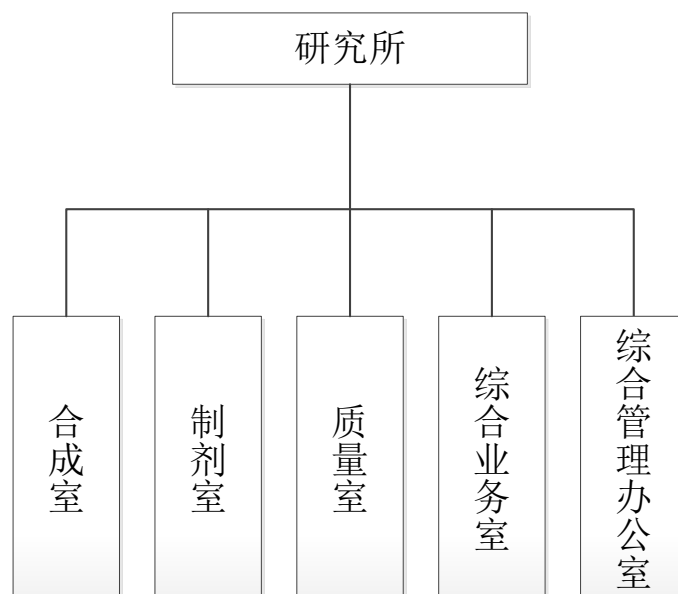 研究所
合成室
制剂室
质量室
综合业务室
综合管理办公室